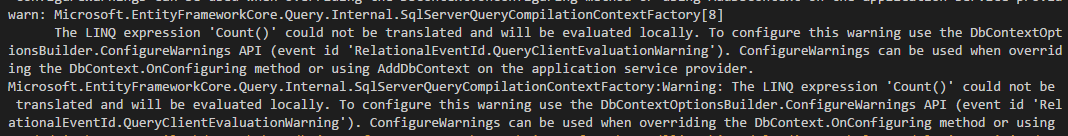 warn: Microsoft.EntityFrameworkCore.Query.Internal.SqlServerQueryCompilationContextFactory[8]
The LINQ expression 'Count()' could not be translated and will be evaluated locally. To configure this warning use the DbContextOpt
ionsBuilder.ConfigureWarnings API (event id 'RelationalEventId.QueryClientEvaluationWarning'). ConfigureWarnings can be used when overrid
ing the DbContext.OnConfiguring method or using AddDbContext on the application service provider.
Microsoft.EntityFrameworkCore.Query.Internal.SqlServerQueryCompilationContextFactory:Warning: The LINQ expression 'Count()' could not be
translated and will be evaluated locally. To configure this warning use the DbContextOptionsBuilder.ConfigureWarnings API (event id 'Rel
ationalEventId.QueryClientEvaluationWarning'). ConfigureWarnings can be used when overriding the DbContext.OnConfiguring method or using